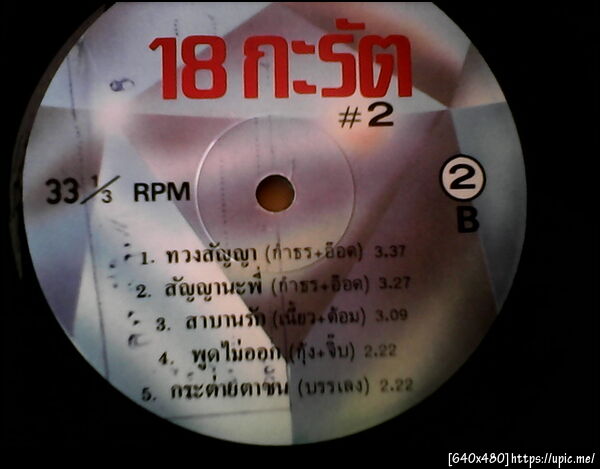 18 กะรัต
#2
33 1/3 RPM
2
B
1. ทวงสัญญา (กำธร+อ๊อด) 3.37
2. สัญญานะพี่ (กำธร+อ๊อด) 3.27
3. สาบานรัก (เนี้ยว+ต้อม) 3.09
4. พูดไม่ออก (กุ้ง+จิ๊บ) 2.22
5. กระต่ายตาชั้น (บรรเลง) 2.22
[640x480]https://upic.me/